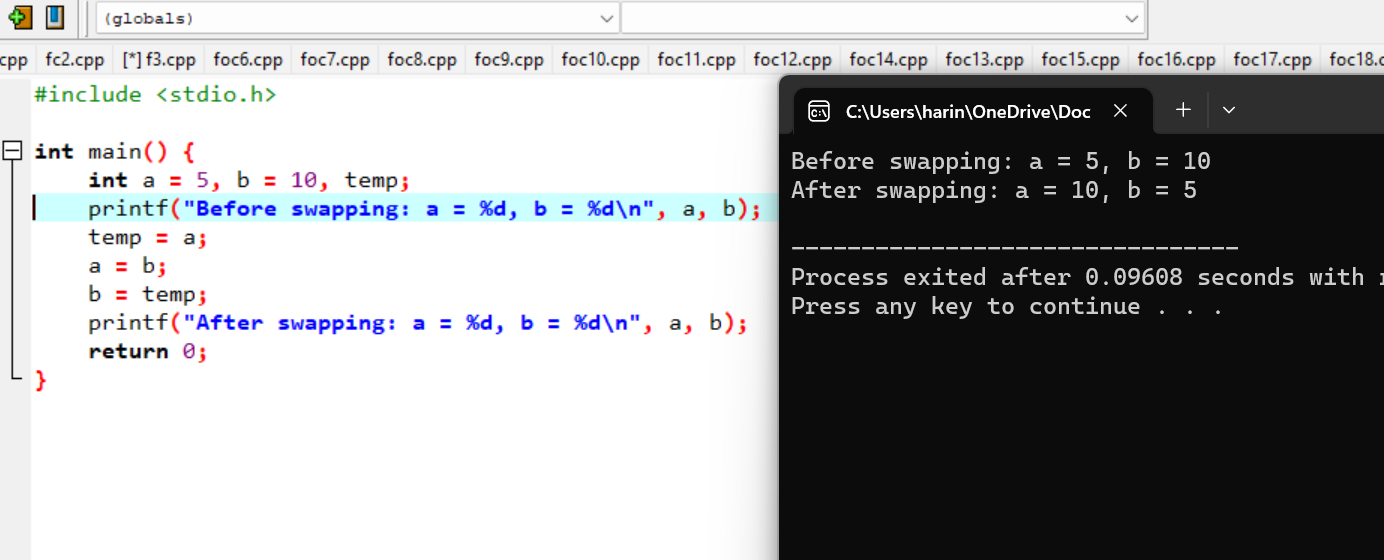 (globals)
cpp fc2.cpp [*] f3.cpp foc6.cpp foc7.cpp foc8.cpp foc9.cpp foc10.cpp foc11.cpp foc12.cpp foc14.cpp foc13.cpp foc15.cpp foc16.cpp foc17.cpp foc18.c
#include <stdio.h>
int main() {
    int a = 5, b = 10, temp;
    printf("Before swapping: a = %d, b = %d\n", a, b);
    temp = a;
    a = b;
    b = temp;
    printf("After swapping: a = %d, b = %d\n", a, b);
    return 0;
}
C:\Users\harin\OneDrive\Doc
Before swapping: a = 5, b = 10
After swapping: a = 10, b = 5
--------------------------------
Process exited after 0.09608 seconds with
Press any key to continue . . .